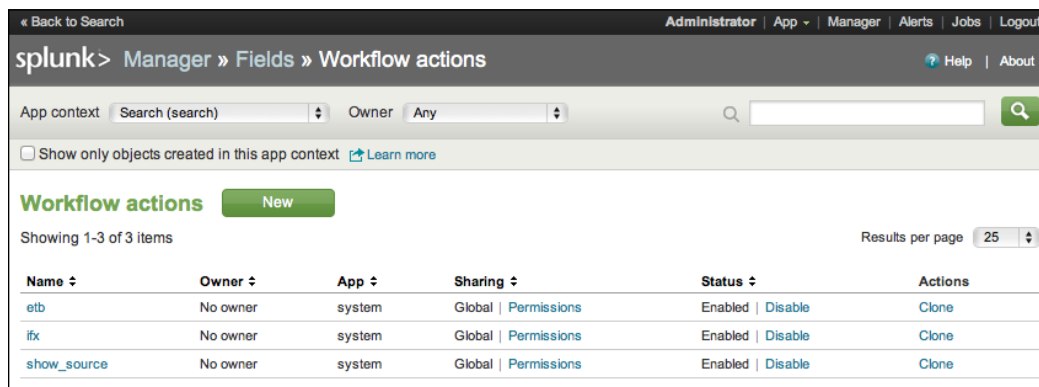 « Back to Search Administrator | App | Manager | Alerts | Jobs | Logout
splunk> Manager » Fields » Workflow actions ? Help | About
App context Search (search) Owner Any
Show only objects created in this app context Learn more
Workflow actions New
Showing 1-3 of 3 items Results per page 25
Name Owner App Sharing Status Actions
etb No owner system Global | Permissions Enabled | Disable Clone
ifx No owner system Global | Permissions Enabled | Disable Clone
show_source No owner system Global | Permissions Enabled | Disable Clone